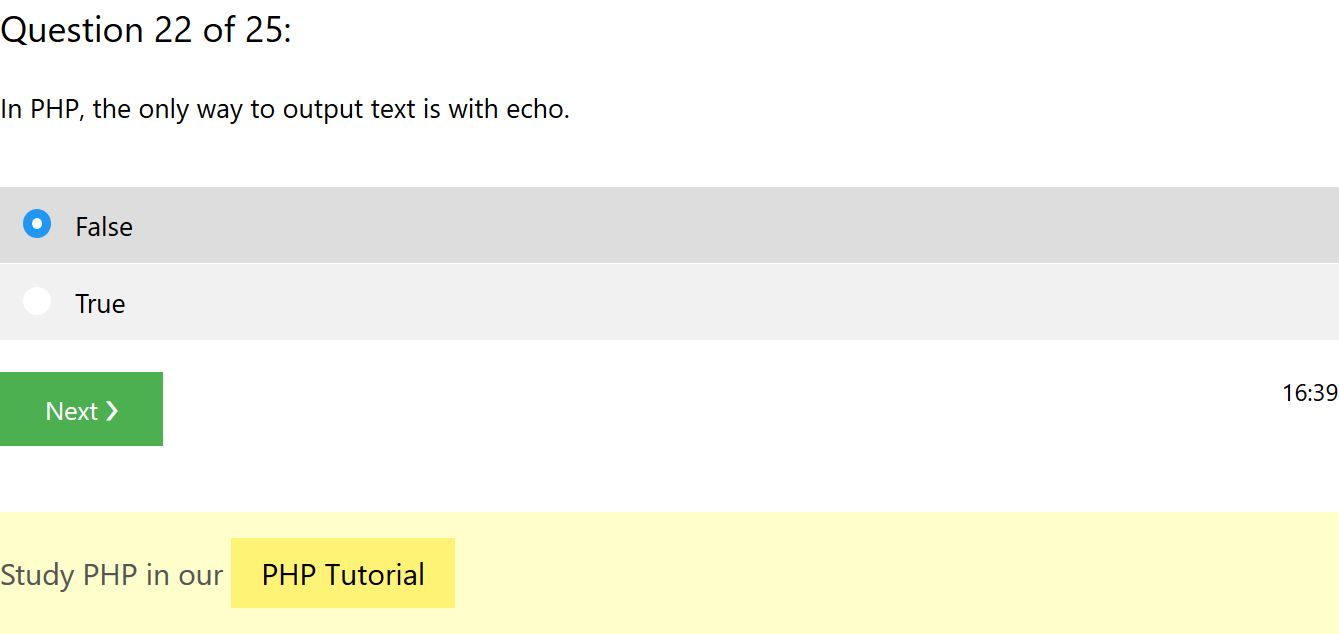 Question 22 of 25:
In PHP, the only way to output text is with echo.
False
True
Next ❯
16:39
Study PHP in our PHP Tutorial